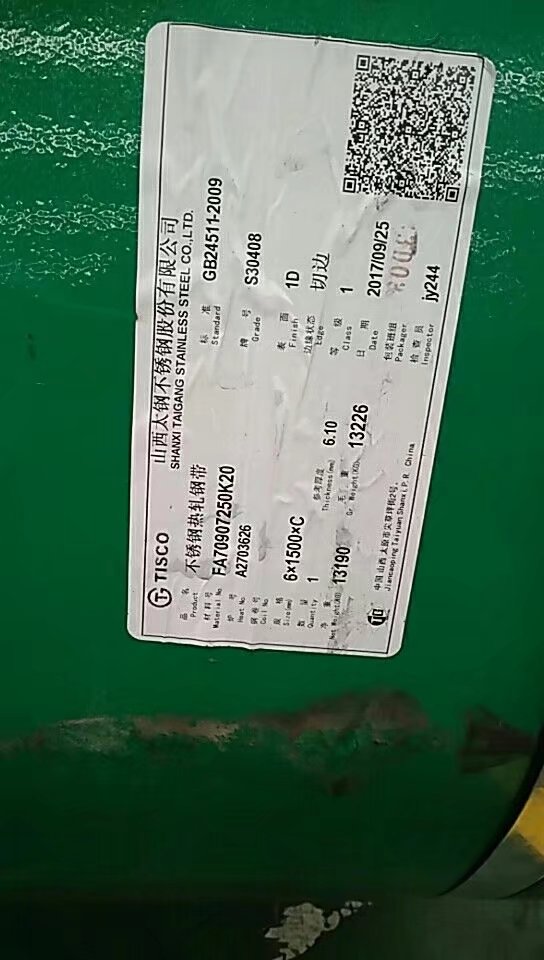 TISCO 山西太钢不锈钢股份有限公司
SHANXI TAIGANG STAINLESS STEEL CO.,LTD.
品名 Product 不锈钢热轧钢带 标准 Standard GB24511-2009
材料号 Material No FA70907250K20 牌号 Grade S30408
炉号 Heat No A2703626 表面 Finish 1D
钢卷号 Coil No 边缘状态 Edge 切边
规格 Size(mm) 6×1500×C 参考厚度 Thickness(mm) 6.10 等级 Class 1
数量 Quantity 1 毛重 Gr. Weight(KG) 13226 日期 Date 2017/09/25
净重 Net Weight(KG) 13190 包装班组 Packager
检查员 Inspector jy244
中国 山西 太原市尖草坪街2号
Jiancaoping Taiyuan Shanxi, P. R. China